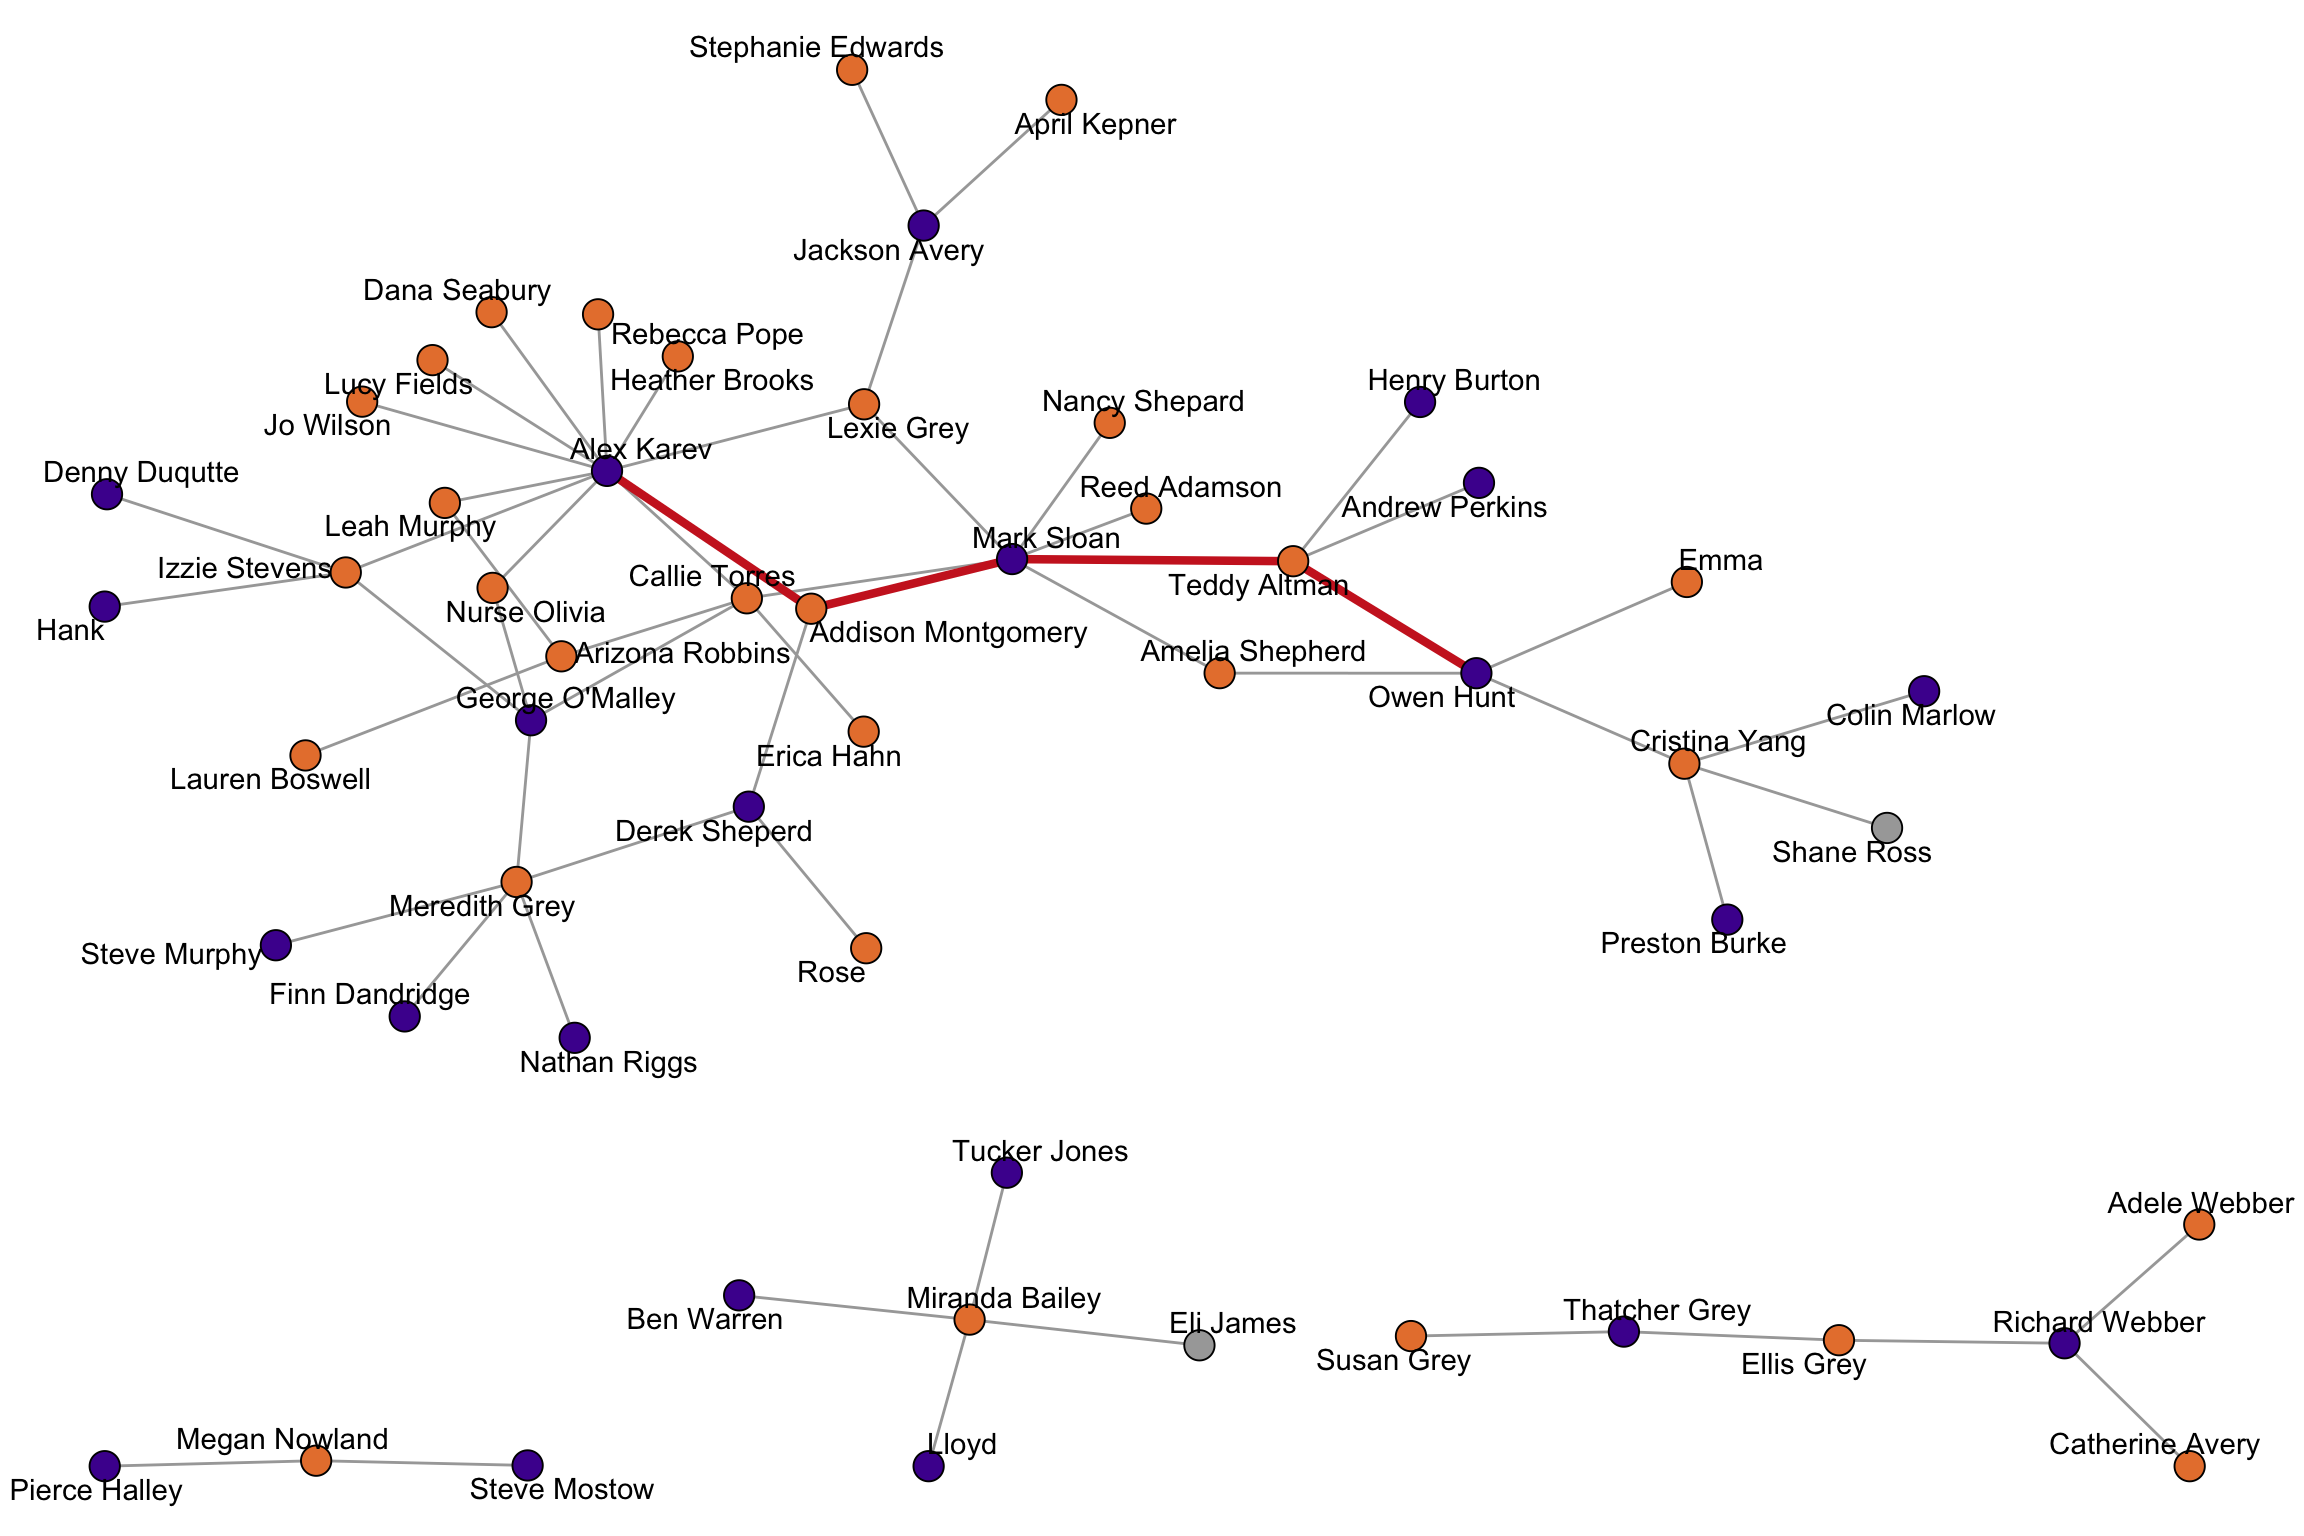 Stephanie Edwards
April Kepner
Jackson Avery
Dana Seabury
Rebecca Pope
Lucy Fields
Heather Brooks
Jo Wilson
Henry Burton
Nancy Shepard
Lexie Grey
Alex Karev
Denny Duqutte
Reed Adamson
Andrew Perkins
Leah Murphy
Mark Sloan
Emma
Izzie Stevens
Callie Torres
Teddy Altman
Nurse Olivia
Hank
Addison Montgomery
Arizona Robbins
Amelia Shepherd
George O'Malley
Owen Hunt
Colin Marlow
Cristina Yang
Erica Hahn
Lauren Boswell
Derek Sheperd
Shane Ross
Meredith Grey
Preston Burke
Steve Murphy
Rose
Finn Dandridge
Nathan Riggs
Tucker Jones
Adele Webber
Miranda Bailey
Thatcher Grey
Ben Warren
Eli James
Richard Webber
Susan Grey
Ellis Grey
Megan Nowland
Lloyd
Catherine Avery
Pierce Halley
Steve Mostow